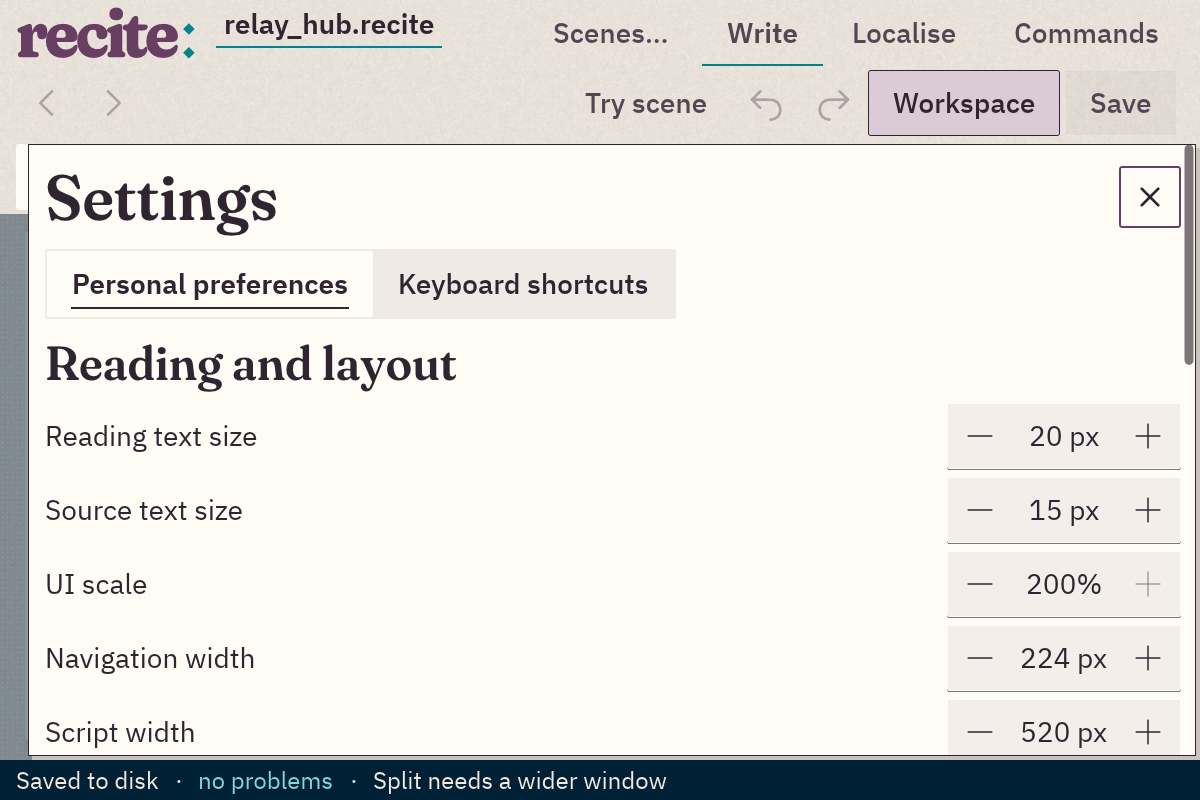 recite:
relay_hub.recite
Scenes...
Write
Localise
Commands
Try scene
Workspace
Save
Settings
Personal preferences
Keyboard shortcuts
Reading and layout
Reading text size
20 px
Source text size
15 px
UI scale
200%
Navigation width
224 px
Script width
520 px
Saved to disk · no problems · Split needs a wider window